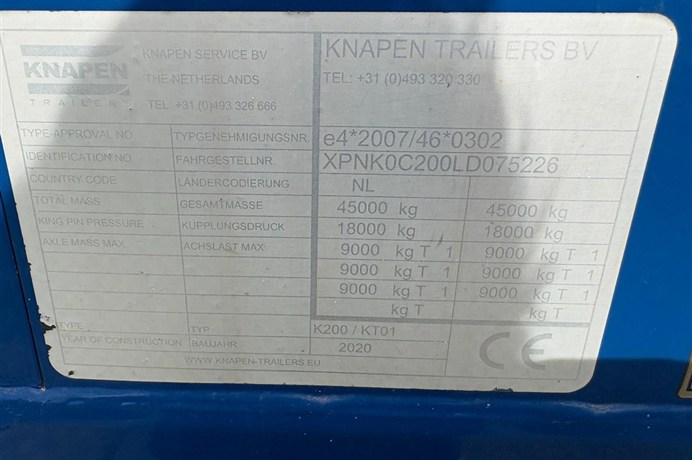 KNAPEN
TRAILERS
KNAPEN SERVICE BV
THE NETHERLANDS
TEL: +31 (0)493 326 666
KNAPEN TRAILERS BV
TEL: +31 (0)493 320 330
TYPE-APPROVAL NO. TYPGENEHMIGUNGSNR. e4*2007/46*0302
IDENTIFICATION NO. FAHRGESTELLNR. XPNK0C200LD075226
COUNTRY CODE LÄNDERCODIERUNG NL
TOTAL MASS GESAMTMASSE 45000 kg 45000 kg
KING PIN PRESSURE KUPPLUNGSDRUCK 18000 kg 18000 kg
AXLE MASS MAX. ACHSLAST MAX. 9000 kg T 1 9000 kg T 1
9000 kg T 1 9000 kg T 1
9000 kg T 1 9000 kg T 1
kg T kg T
TYPE TYP K200 / KT01
YEAR OF CONSTRUCTION BAUJAHR 2020
WWW.KNAPEN-TRAILERS.EU
CE